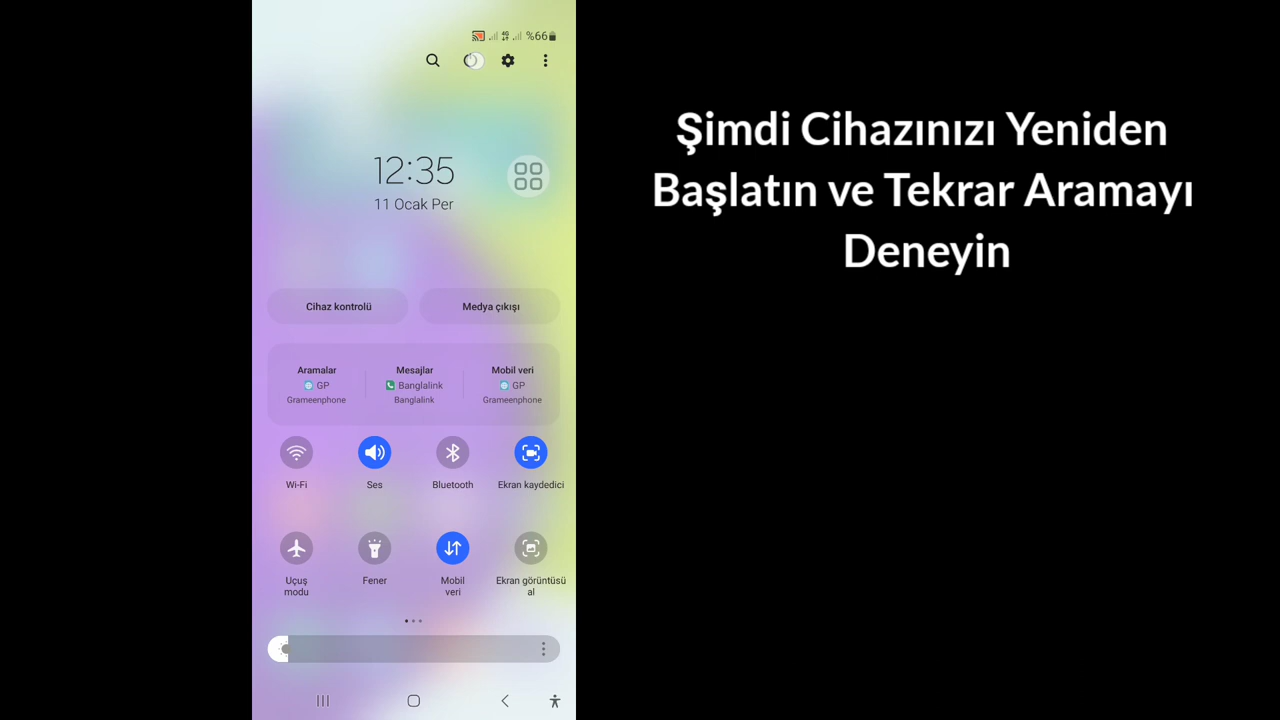 %66
12:35
11 Ocak Per
Cihaz kontrolü
Medya çıkışı
Aramalar
GP
Grameenphone
Mesajlar
Banglalink
Banglalink
Mobil veri
GP
Grameenphone
Wi-Fi
Ses
Bluetooth
Ekran kaydedici
Uçuş
modu
Fener
Mobil
veri
Ekran görüntüsü
al
Şimdi Cihazınızı Yeniden
Başlatın ve Tekrar Aramayı
Deneyin